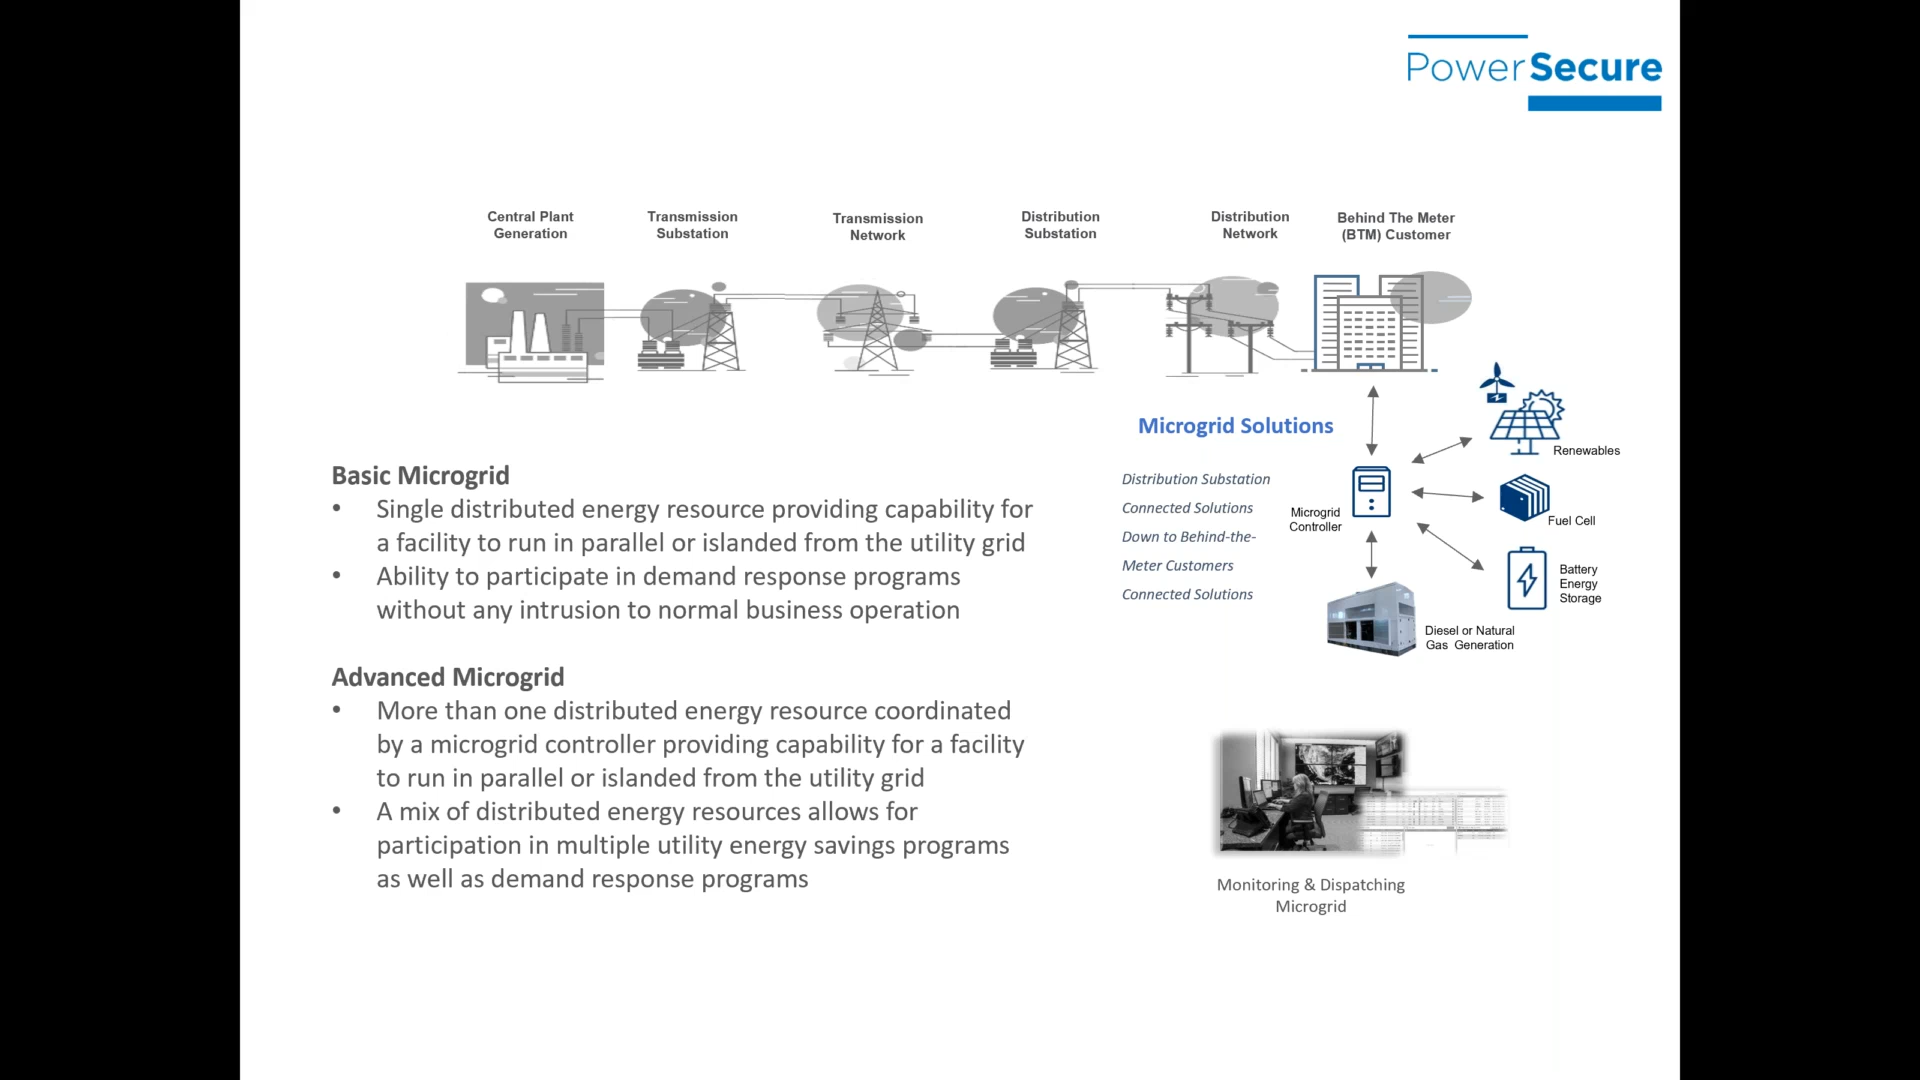 PowerSecure
Central Plant
Generation
Transmission
Substation
Transmission
Network
Distribution
Substation
Distribution
Network
Behind The Meter
(BTM) Customer
Microgrid Solutions
Distribution Substation
Connected Solutions
Down to Behind-the-
Meter Customers
Connected Solutions
Microgrid
Controller
Renewables
Fuel Cell
Battery
Energy
Storage
Diesel or Natural
Gas Generation
Basic Microgrid
• Single distributed energy resource providing capability for
a facility to run in parallel or islanded from the utility grid
• Ability to participate in demand response programs
without any intrusion to normal business operation
Advanced Microgrid
• More than one distributed energy resource coordinated
by a microgrid controller providing capability for a facility
to run in parallel or islanded from the utility grid
• A mix of distributed energy resources allows for
participation in multiple utility energy savings programs
as well as demand response programs
Monitoring & Dispatching
Microgrid